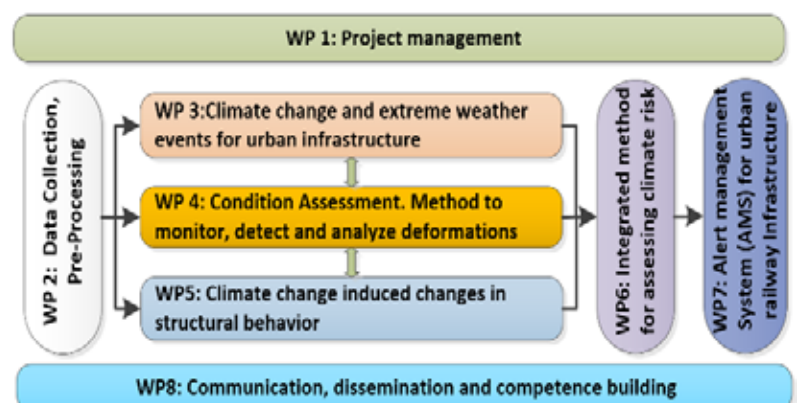 WP 1: Project management
WP 2: Data Collection,
Pre-Processing
WP 3:Climate change and extreme weather
events for urban infrastructure
WP 4: Condition Assessment. Method to
monitor, detect and analyze deformations
WP5: Climate change induced changes in
structural behavior
WP6: Integrated method
for assessing climate risk
WP7: Alert management
System (AMS) for urban
railway Infrastructure
WP8: Communication, dissemination and competence building